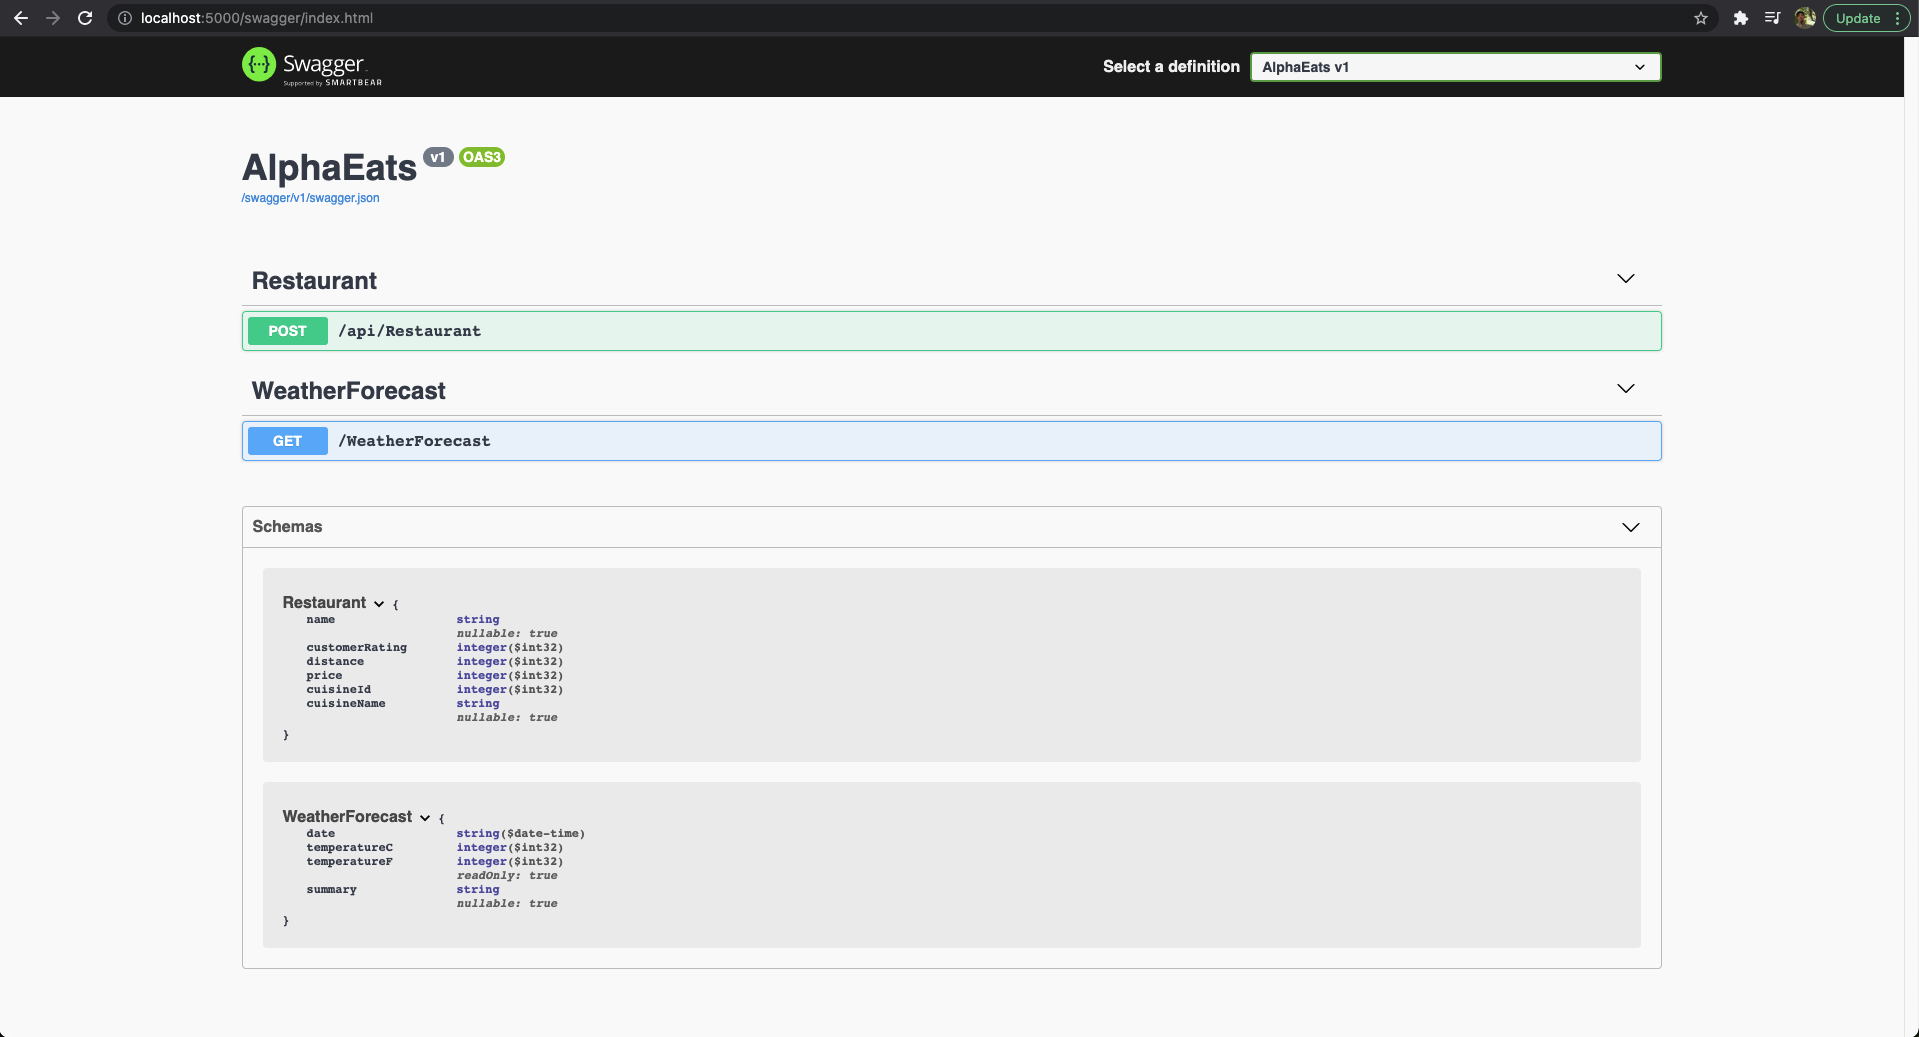 localhost:5000/swagger/index.html
Update
{···} Swagger
Supported by SMARTBEAR
Select a definition
AlphaEats v1
AlphaEats v1 OAS3
/swagger/v1/swagger.json
Restaurant
POST /api/Restaurant
WeatherForecast
GET /WeatherForecast
Schemas
Restaurant {
name string
nullable: true
customerRating integer($int32)
distance integer($int32)
price integer($int32)
cuisineId integer($int32)
cuisineName string
nullable: true
}
WeatherForecast {
date string($date-time)
temperatureC integer($int32)
temperatureF integer($int32)
readOnly: true
summary string
nullable: true
}